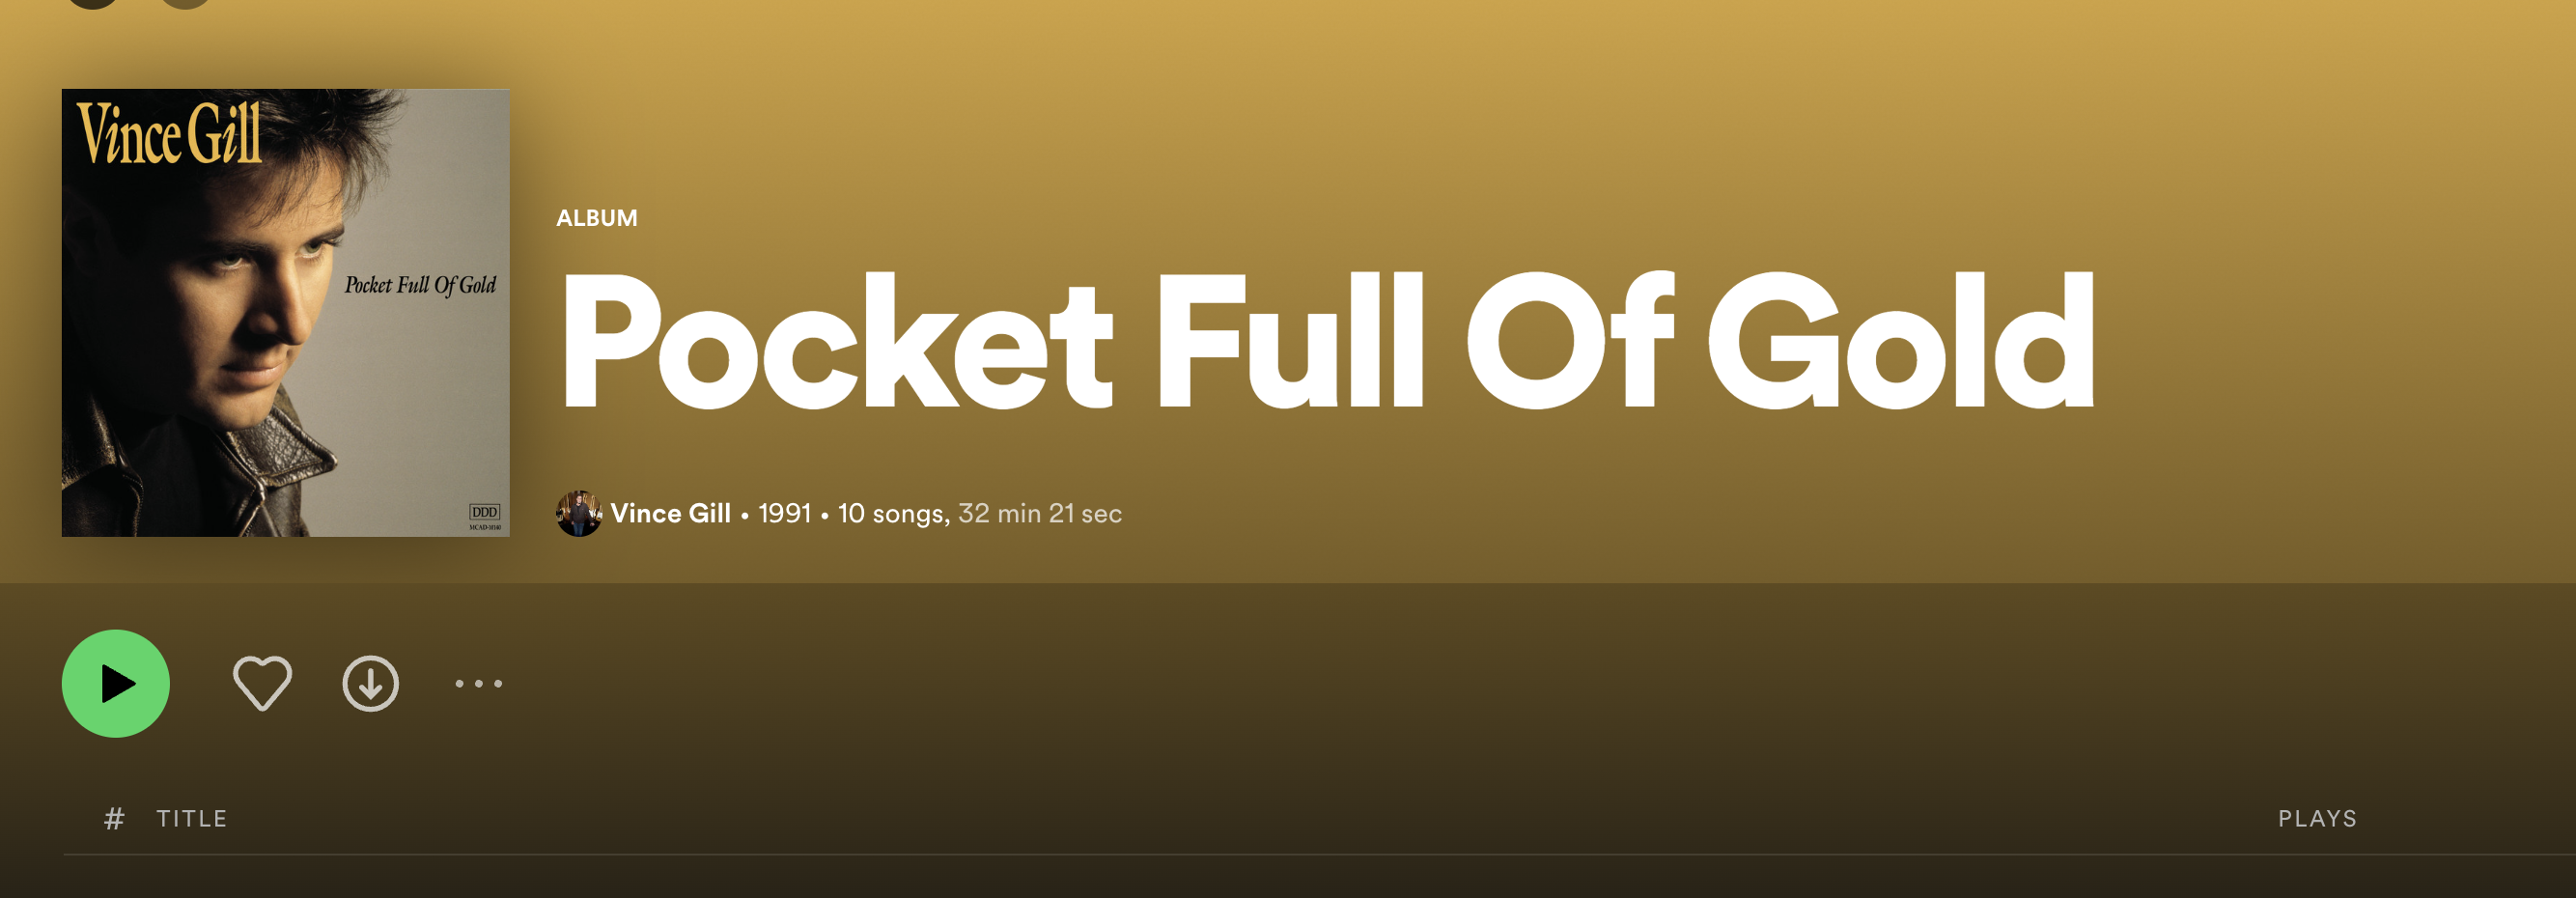 Vince Gill
Pocket Full Of Gold
DDD
ALBUM
Pocket Full Of Gold
Vince Gill • 1991 • 10 songs, 32 min 21 sec
# TITLE PLAYS